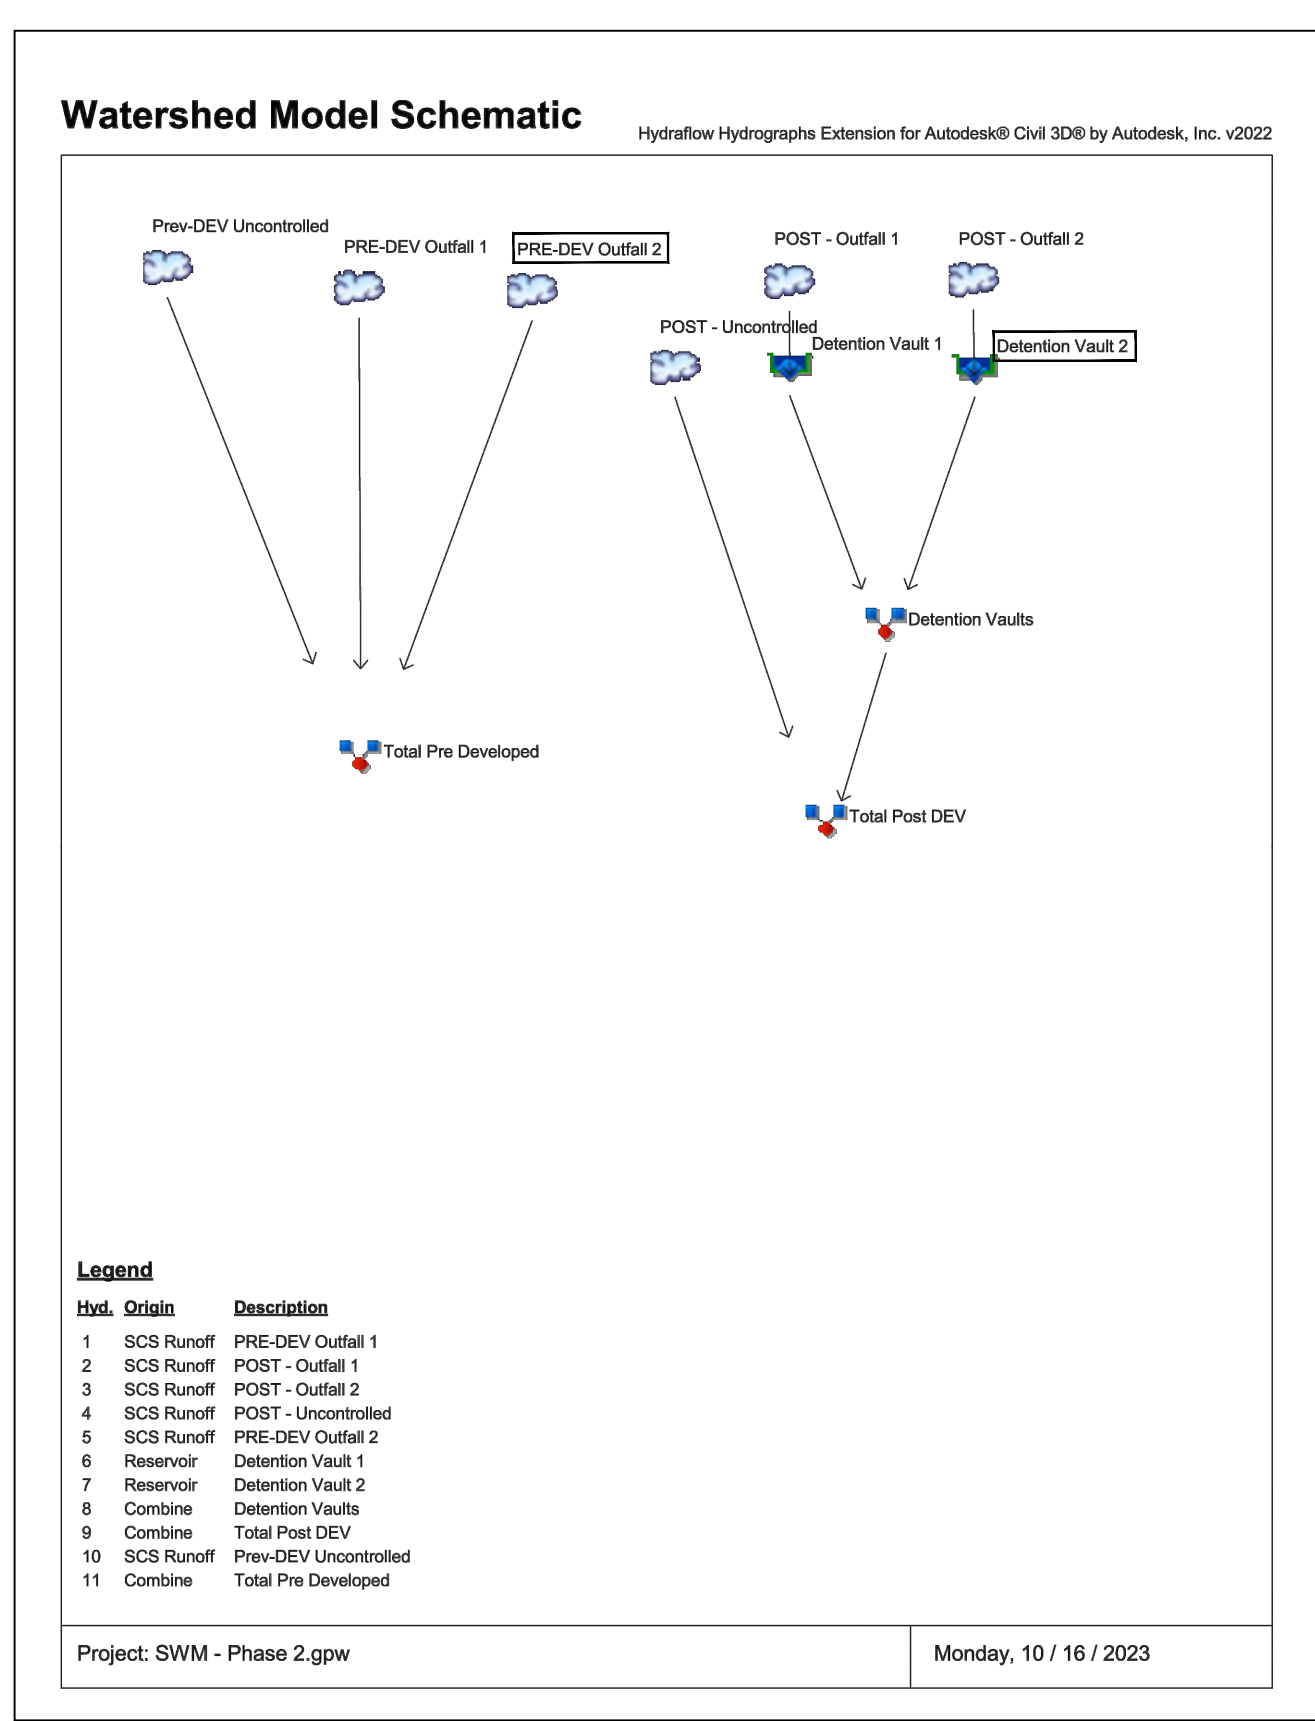 Watershed Model Schematic
Hydraflow Hydrographs Extension for Autodesk® Civil 3D® by Autodesk, Inc. v2022
Prev-DEV Uncontrolled
PRE-DEV Outfall 1
PRE-DEV Outfall 2
POST - Outfall 1
POST - Outfall 2
POST - Uncontrolled
Detention Vault 1
Detention Vault 2
Detention Vaults
Total Pre Developed
Total Post DEV
Legend
Hyd. Origin Description
1 SCS Runoff PRE-DEV Outfall 1
2 SCS Runoff POST - Outfall 1
3 SCS Runoff POST - Outfall 2
4 SCS Runoff POST - Uncontrolled
5 SCS Runoff PRE-DEV Outfall 2
6 Reservoir Detention Vault 1
7 Reservoir Detention Vault 2
8 Combine Detention Vaults
9 Combine Total Post DEV
10 SCS Runoff Prev-DEV Uncontrolled
11 Combine Total Pre Developed
Project: SWM - Phase 2.gpw
Monday, 10 / 16 / 2023